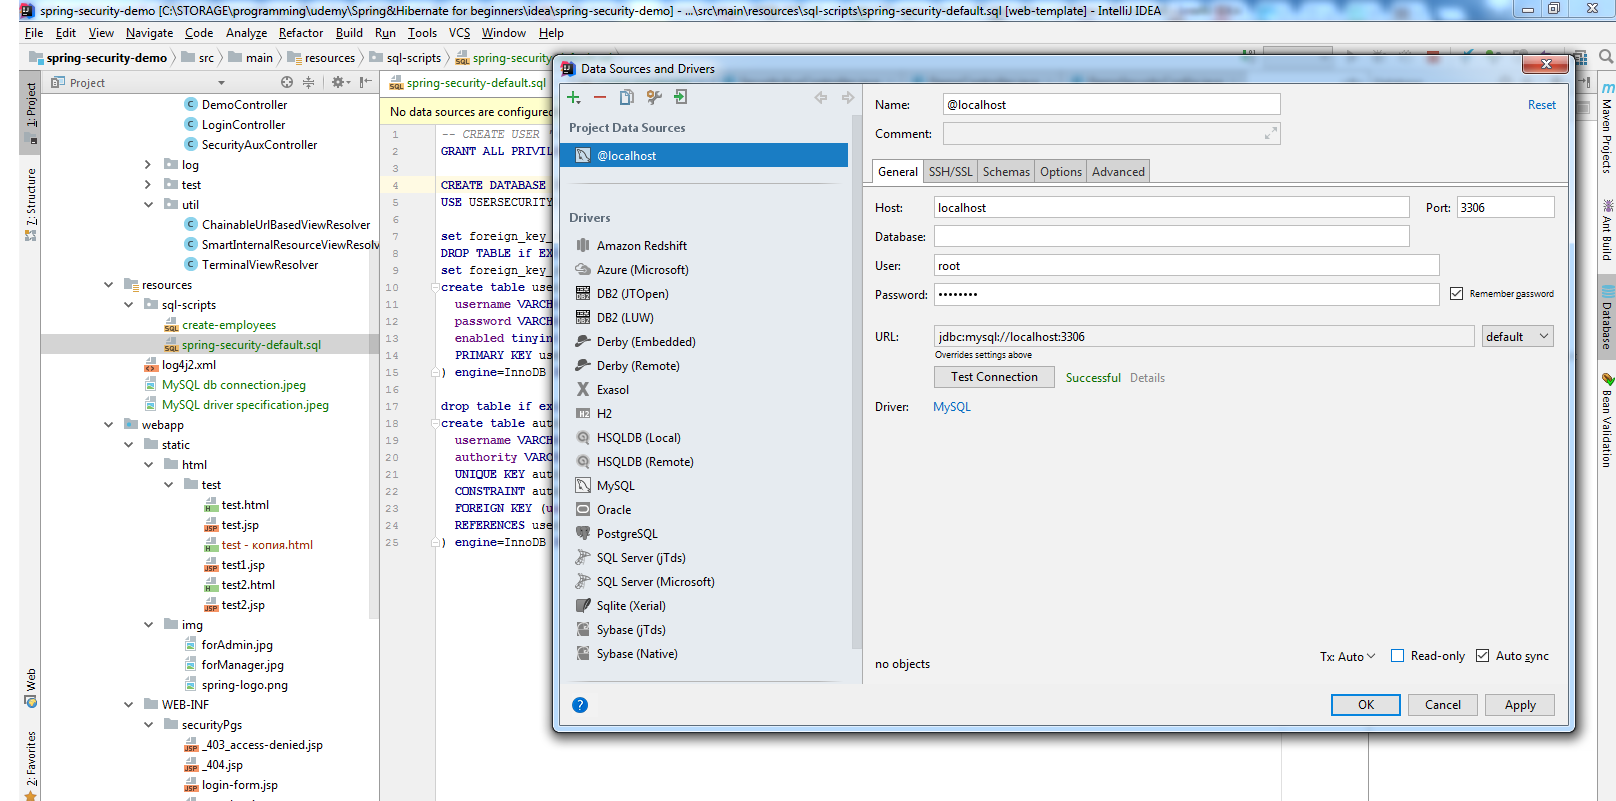 spring-security-demo [C:\STORAGE\programming\udemy\Spring&Hibernate for beginners\idea\spring-security-demo] - ...\src\main\resources\sql-scripts\spring-security-default.sql [web-template] - IntelliJ IDEA
File Edit View Navigate Code Analyze Refactor Build Run Tools VCS Window Help
spring-security-demo src main resources sql-scripts spring-security
1: Project
7: Structure
Web
2: Favorites
Project
DemoController
LoginController
SecurityAuxController
log
test
util
ChainableUrlBasedViewResolver
SmartInternalResourceViewResolv
TerminalViewResolver
resources
sql-scripts
create-employees
spring-security-default.sql
log4j2.xml
MySQL db connection.jpeg
MySQL driver specification.jpeg
webapp
static
html
test
test.html
test.jsp
test - копия.html
test1.jsp
test2.html
test2.jsp
img
forAdmin.jpg
forManager.jpg
spring-logo.png
WEB-INF
securityPgs
_403_access-denied.jsp
_404.jsp
login-form.jsp
spring-security-default.sql
No data sources are configured
1 -- CREATE USER '
2 GRANT ALL PRIVIL
3
4 CREATE DATABASE
5 USE USERSECURITY
6
7 set foreign_key_
8 DROP TABLE if EX
9 set foreign_key_
10 create table use
11 username VARCH
12 password VARCH
13 enabled tinyin
14 PRIMARY KEY us
15 ) engine=InnoDB
16
17 drop table if ex
18 create table aut
19 username VARCH
20 authority VARC
21 UNIQUE KEY aut
22 CONSTRAINT aut
23 FOREIGN KEY (u
24 REFERENCES use
25 ) engine=InnoDB
Data Sources and Drivers
Project Data Sources
@localhost
Drivers
Amazon Redshift
Azure (Microsoft)
DB2 (JTOpen)
DB2 (LUW)
Derby (Embedded)
Derby (Remote)
Exasol
H2
HSQLDB (Local)
HSQLDB (Remote)
MySQL
Oracle
PostgreSQL
SQL Server (jTds)
SQL Server (Microsoft)
Sqlite (Xerial)
Sybase (jTds)
Sybase (Native)
Name: @localhost Reset
Comment:
General SSH/SSL Schemas Options Advanced
Host: localhost Port: 3306
Database:
User: root
Password: •••••••• Remember password
URL: jdbc:mysql://localhost:3306 default
Overrides settings above
Test Connection Successful Details
Driver: MySQL
no objects Tx: Auto Read-only Auto sync
? OK Cancel Apply
Maven Projects
Ant Build
Database
Bean Validation